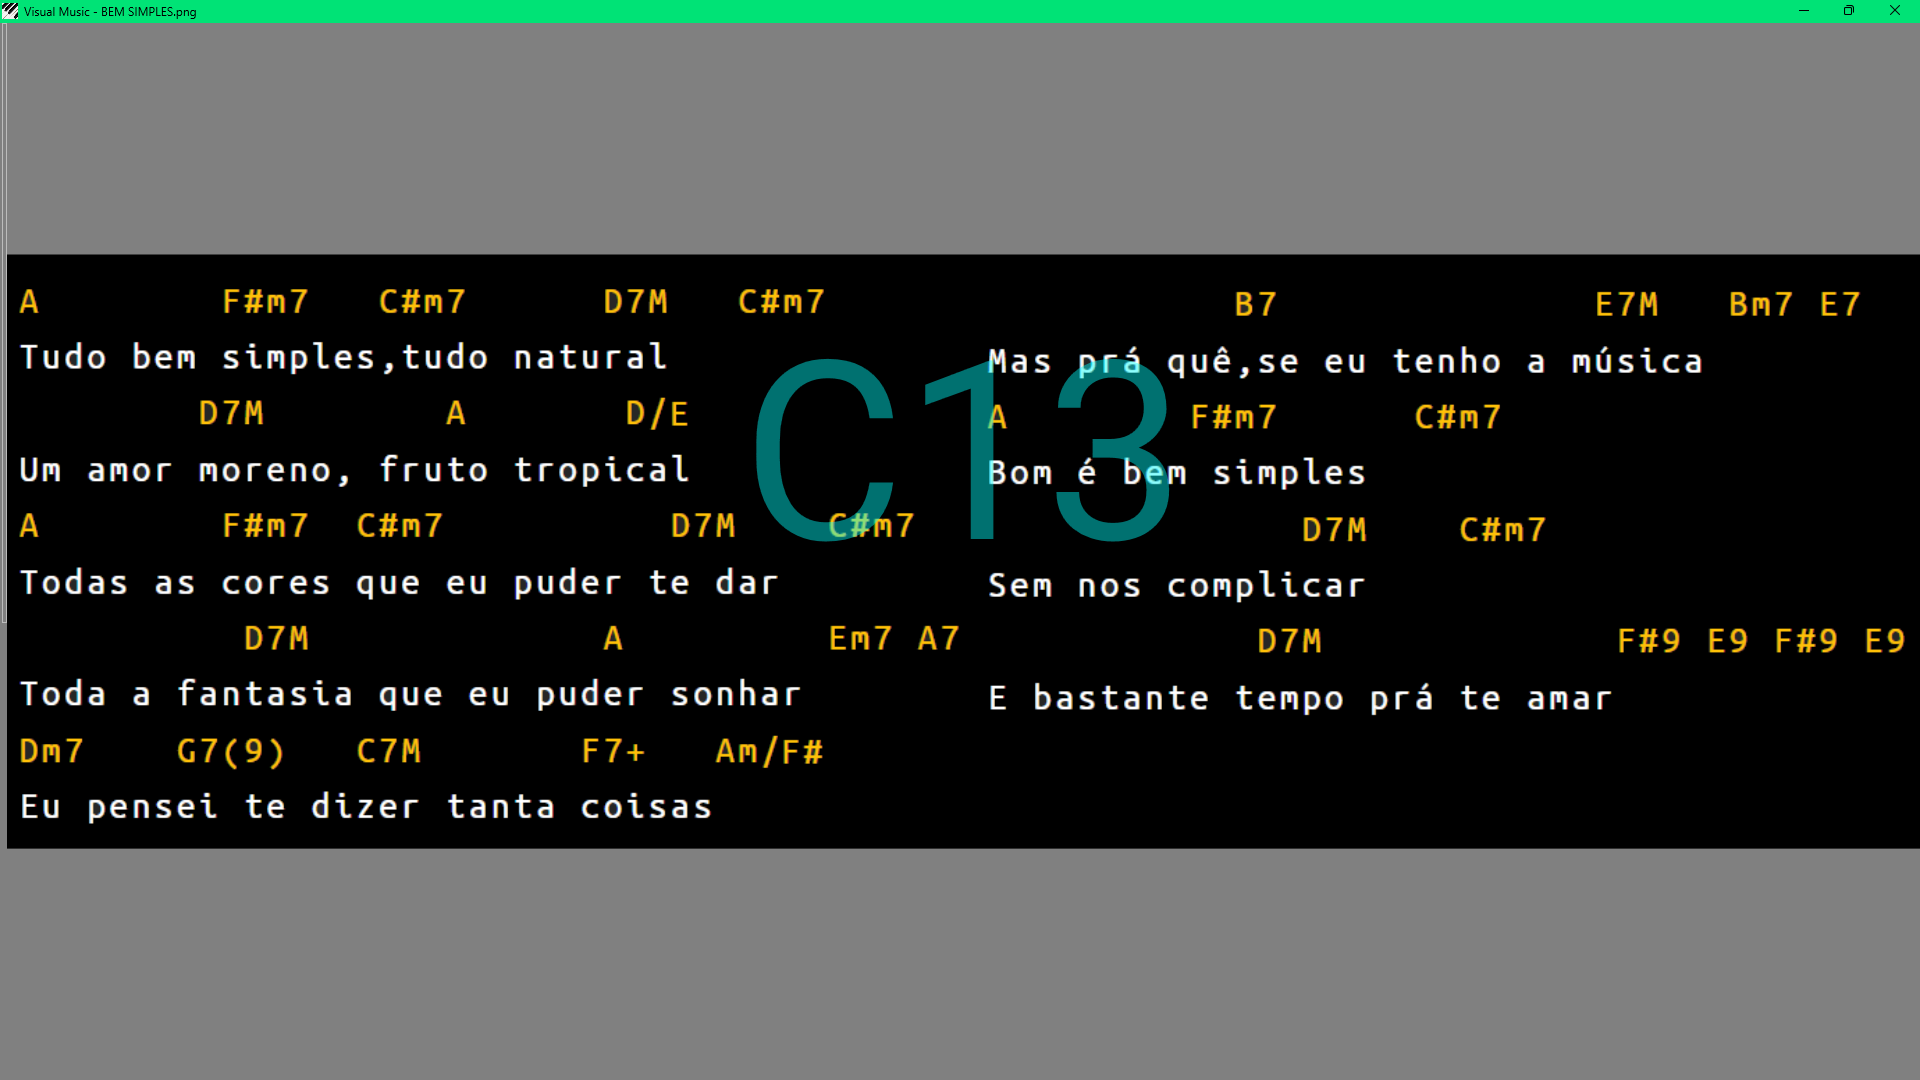 Visual Music - BEM SIMPLES.png
A F#m7 C#m7 D7M C#m7
Tudo bem simples,tudo natural
D7M A D/E
Um amor moreno, fruto tropical
A F#m7 C#m7 D7M C#m7
Todas as cores que eu puder te dar
D7M A Em7 A7
Toda a fantasia que eu puder sonhar
Dm7 G7(9) C7M F7+ Am/F#
Eu pensei te dizer tanta coisas
B7 E7M Bm7 E7
Mas prá quê,se eu tenho a música
A F#m7 C#m7
Bom é bem simples
D7M C#m7
Sem nos complicar
D7M F#9 E9 F#9 E9
E bastante tempo prá te amar
C13